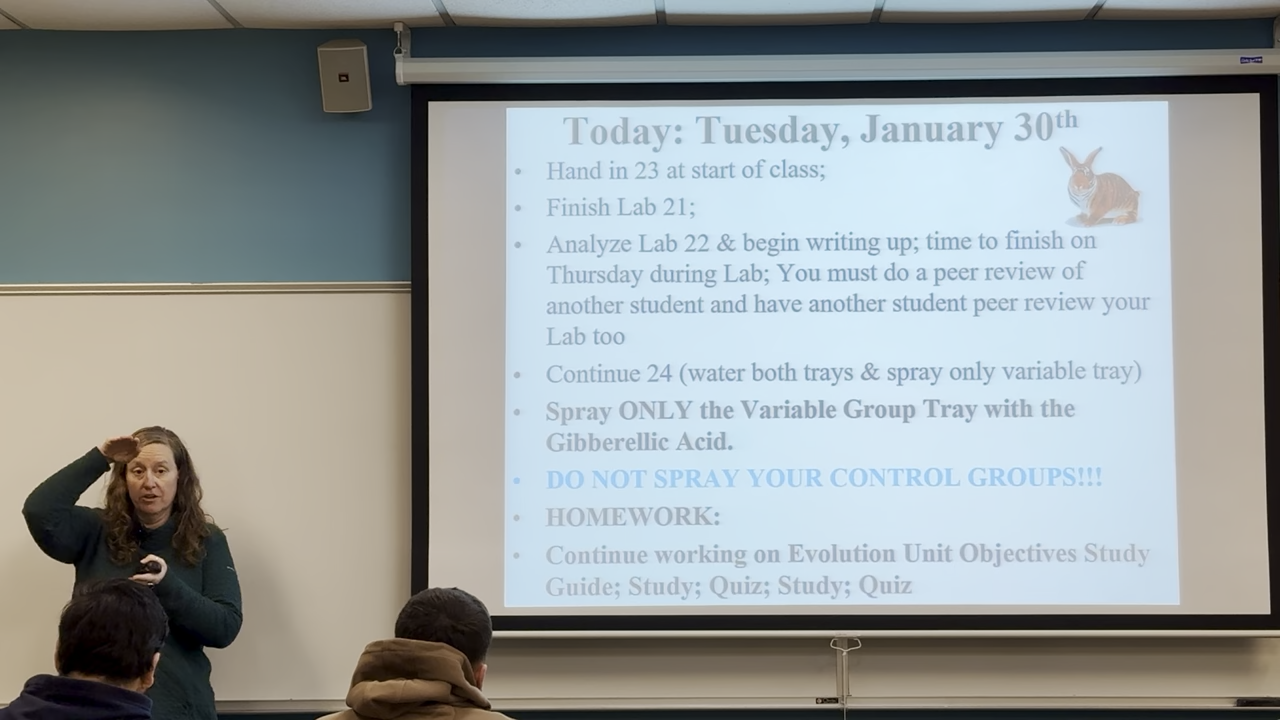 Today: Tuesday, January 30th
• Hand in 23 at start of class;
• Finish Lab 21;
• Analyze Lab 22 & begin writing up; time to finish on
Thursday during Lab; You must do a peer review of
another student and have another student peer review your
Lab too
• Continue 24 (water both trays & spray only variable tray)
• Spray ONLY the Variable Group Tray with the
Gibberellic Acid.
• DO NOT SPRAY YOUR CONTROL GROUPS!!!
• HOMEWORK:
• Continue working on Evolution Unit Objectives Study
Guide; Study; Quiz; Study; Quiz